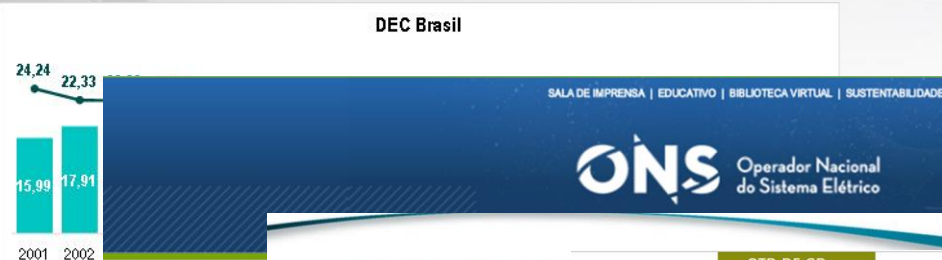 DEC Brasil
24,24
22,33
SALA DE IMPRENSA | EDUCATIVO | BIBLIOTECA VIRTUAL | SUSTENTABILIDADE
ONS Operador Nacional
do Sistema Elétrico
15,99 17,91
2001 2002